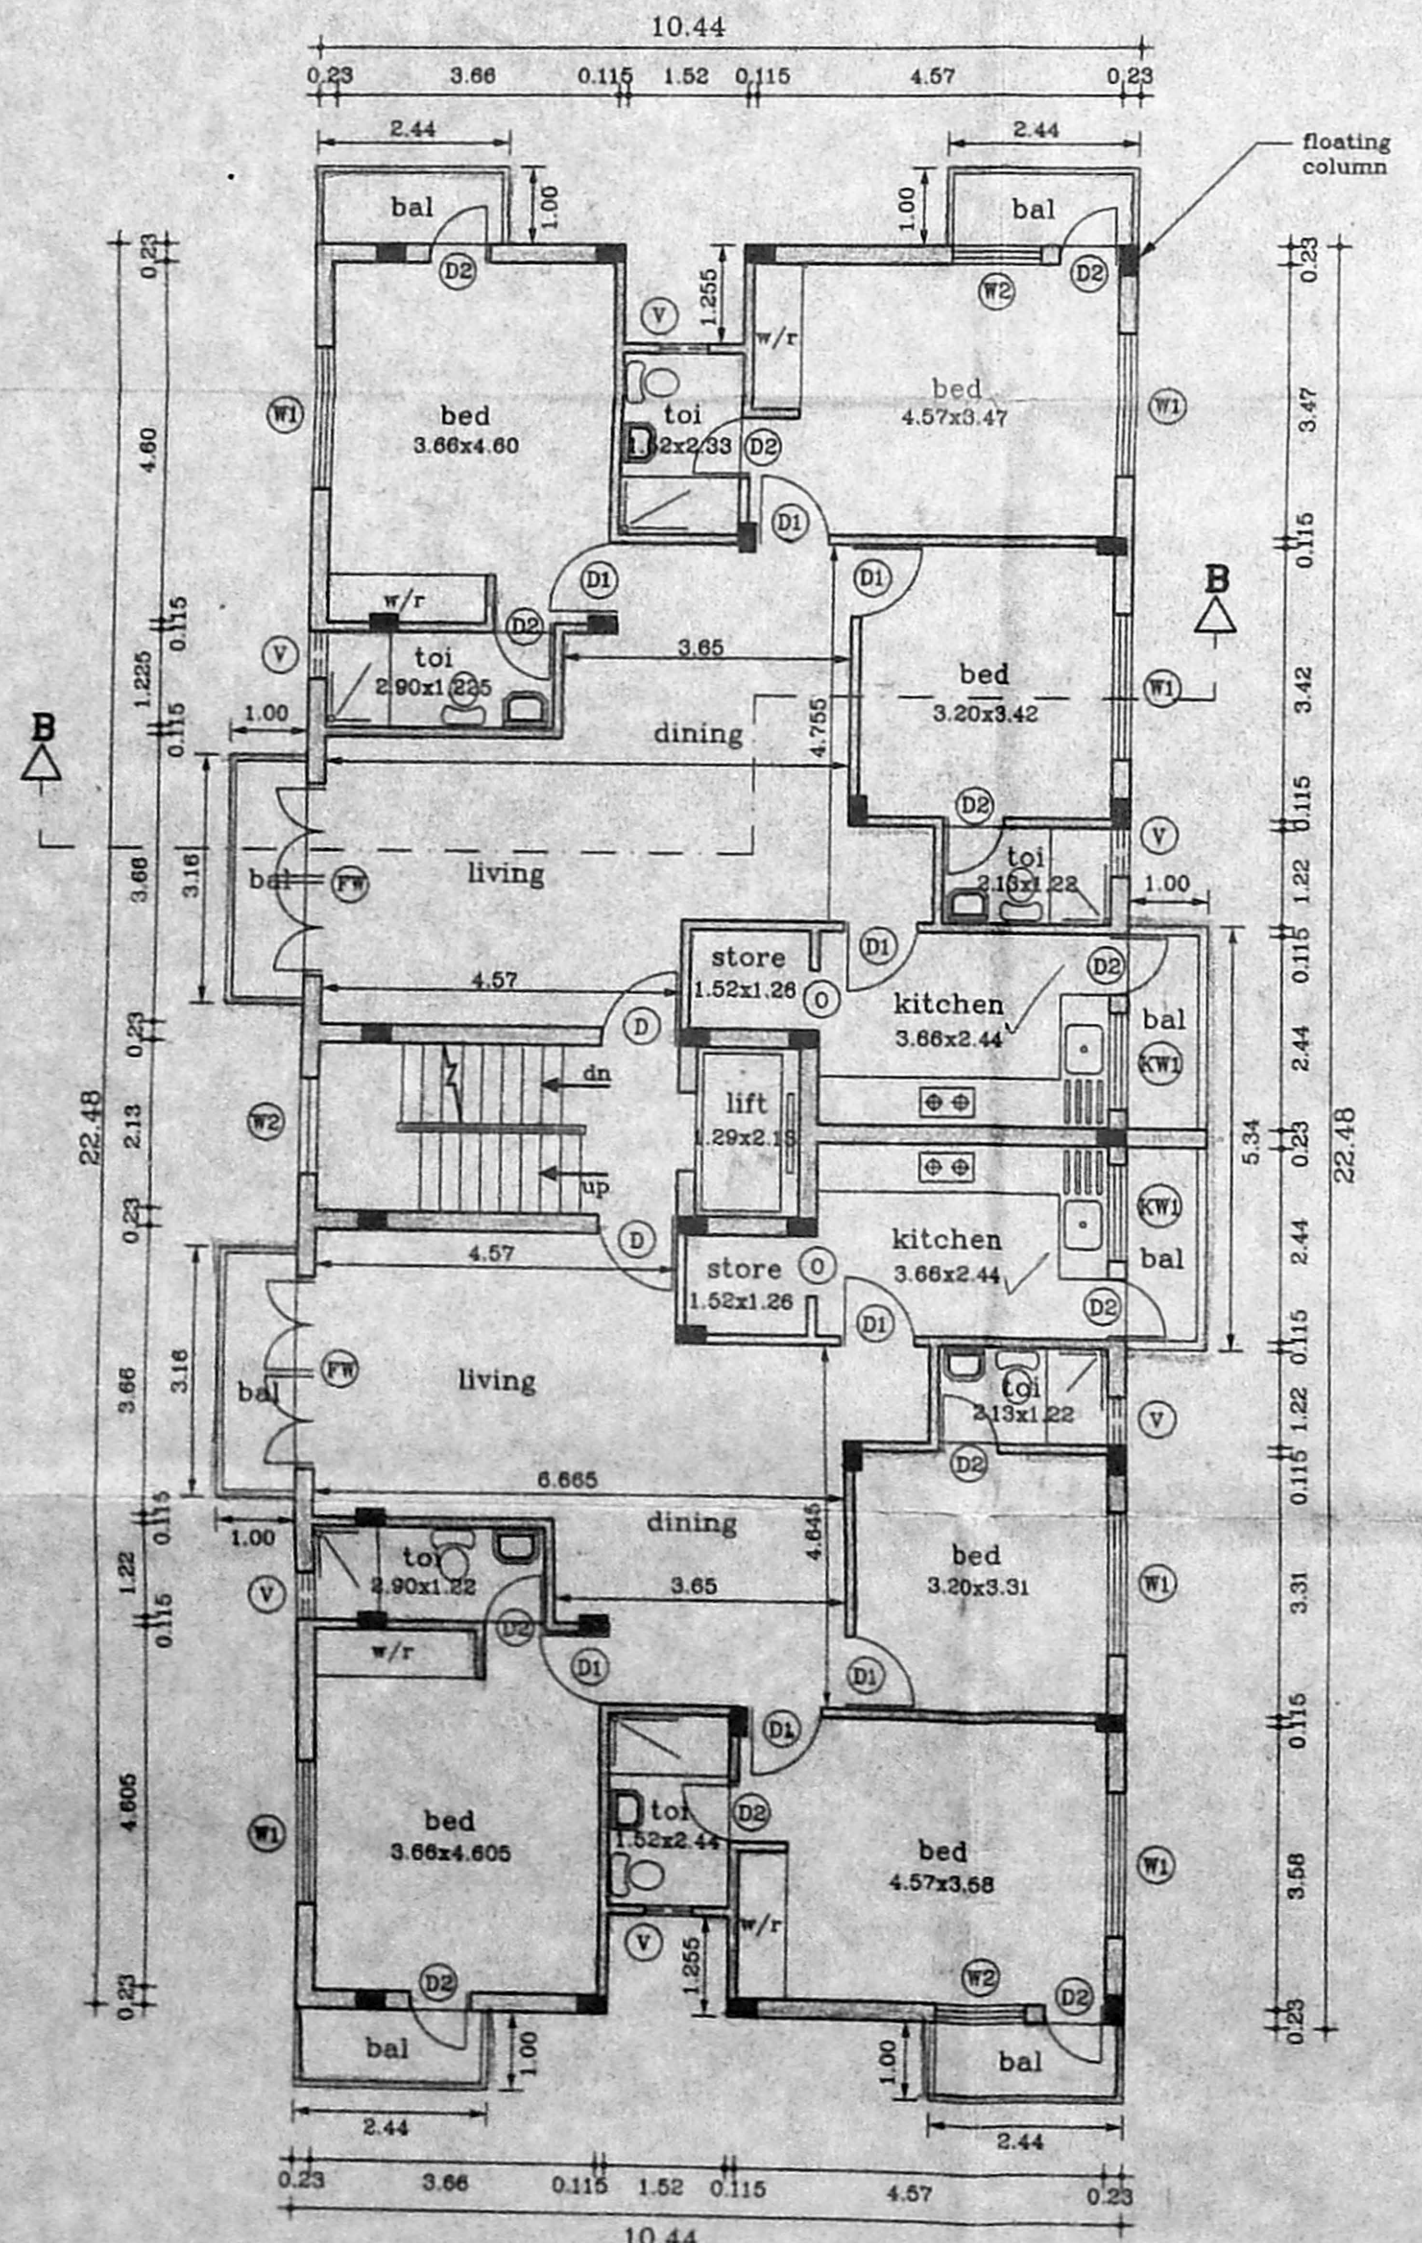 10.44
0.23 3.66 0.115 1.52 0.115 4.57 0.23
2.44 2.44
floating
column
bal 1.00 1.00 bal
0.23 D2 1.255 W2 D2 0.23
V w/r
W1 bed toi D2 bed W1
3.66x4.60 1.52x2.33 4.57x3.47
4.60 3.47
D1
D1 D1 0.115
w/r D2 B
0.115
V toi 3.65 bed W1
2.90x1.225 3.20x3.42
1.225 3.42
1.00 dining 4.755
B 0.115
D2 0.115
V
toi
2.13x1.22 1.00
3.66 3.16 bal FW living 1.22
D1 0.115
store D2
4.57 1.52x1.26 O kitchen
3.66x2.44 bal
0.23 D KW1 2.44
dn
lift
22.48 W2 2.13 1.29x2.13 5.34 22.48
0.23
up
KW1
0.23 D kitchen
4.57 store O 3.66x2.44 bal 2.44
1.52x1.26 D2
D1 0.115
3.66 3.16 bal FW living toi
2.13x1.22 V 1.22
D2 0.115
6.665
0.115 dining 4.645
1.00
toi bed
1.22 V 2.90x1.22 3.65 3.20x3.31 W1 3.31
0.115 D2
w/r D1 D1
D1 0.115
4.605 W1 bed toi D2 bed W1
3.66x4.605 1.52x2.44 4.57x3.58 3.58
w/r
V
1.255 W2
0.23 D2 D2 0.23
bal 1.00 1.00 bal
2.44 2.44
0.23 3.66 0.115 1.52 0.115 4.57 0.23
10.44